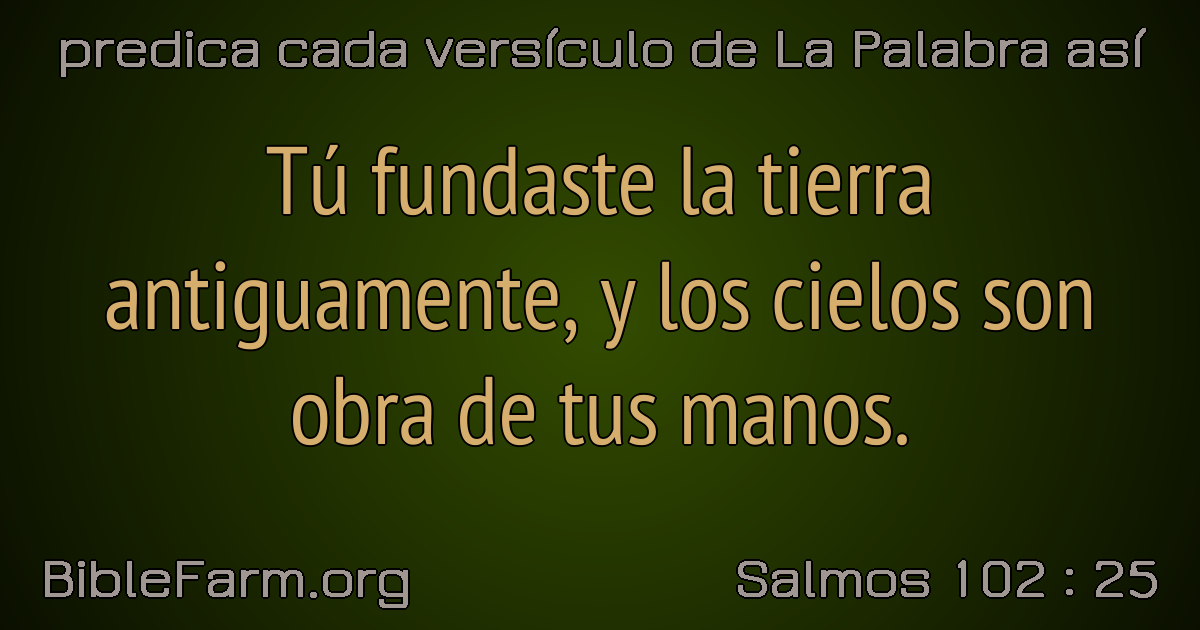 predica cada versículo de La Palabra así
Tú fundaste la tierra
antiguamente, y los cielos son
obra de tus manos.
BibleFarm.org
Salmos 102 : 25